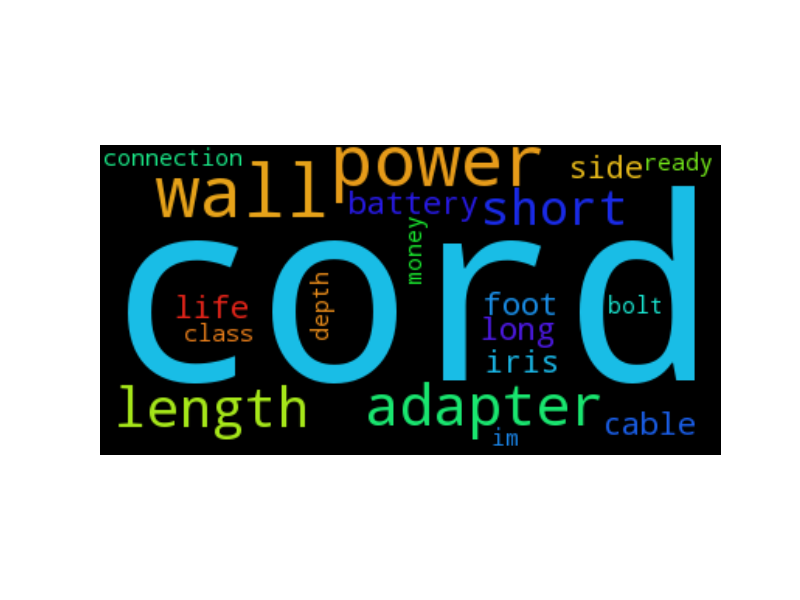 connection
power
side
ready
wall
battery
short
money
cord
life
depth
foot
bolt
class
long
iris
length
adapter
cable
im